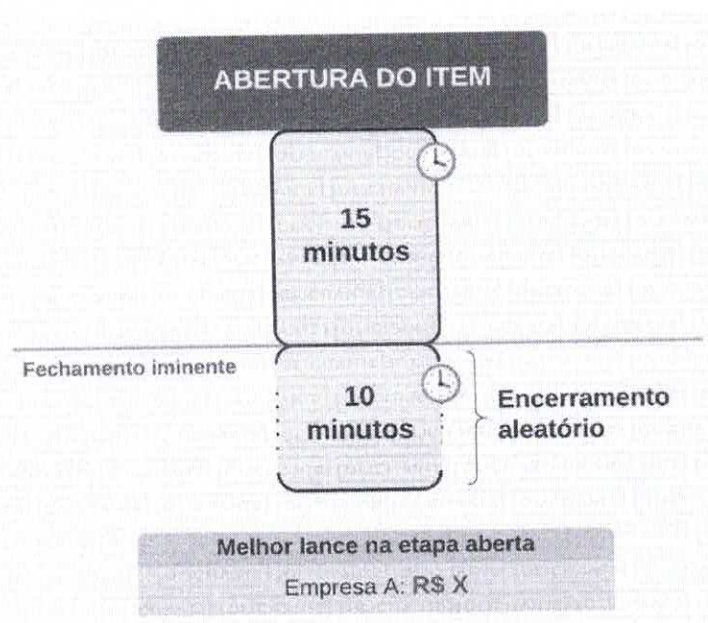 ABERTURA DO ITEM
15
minutos
Fechamento iminente
10
minutos
Encerramento
aleatório
Melhor lance na etapa aberta
Empresa A: R$ X